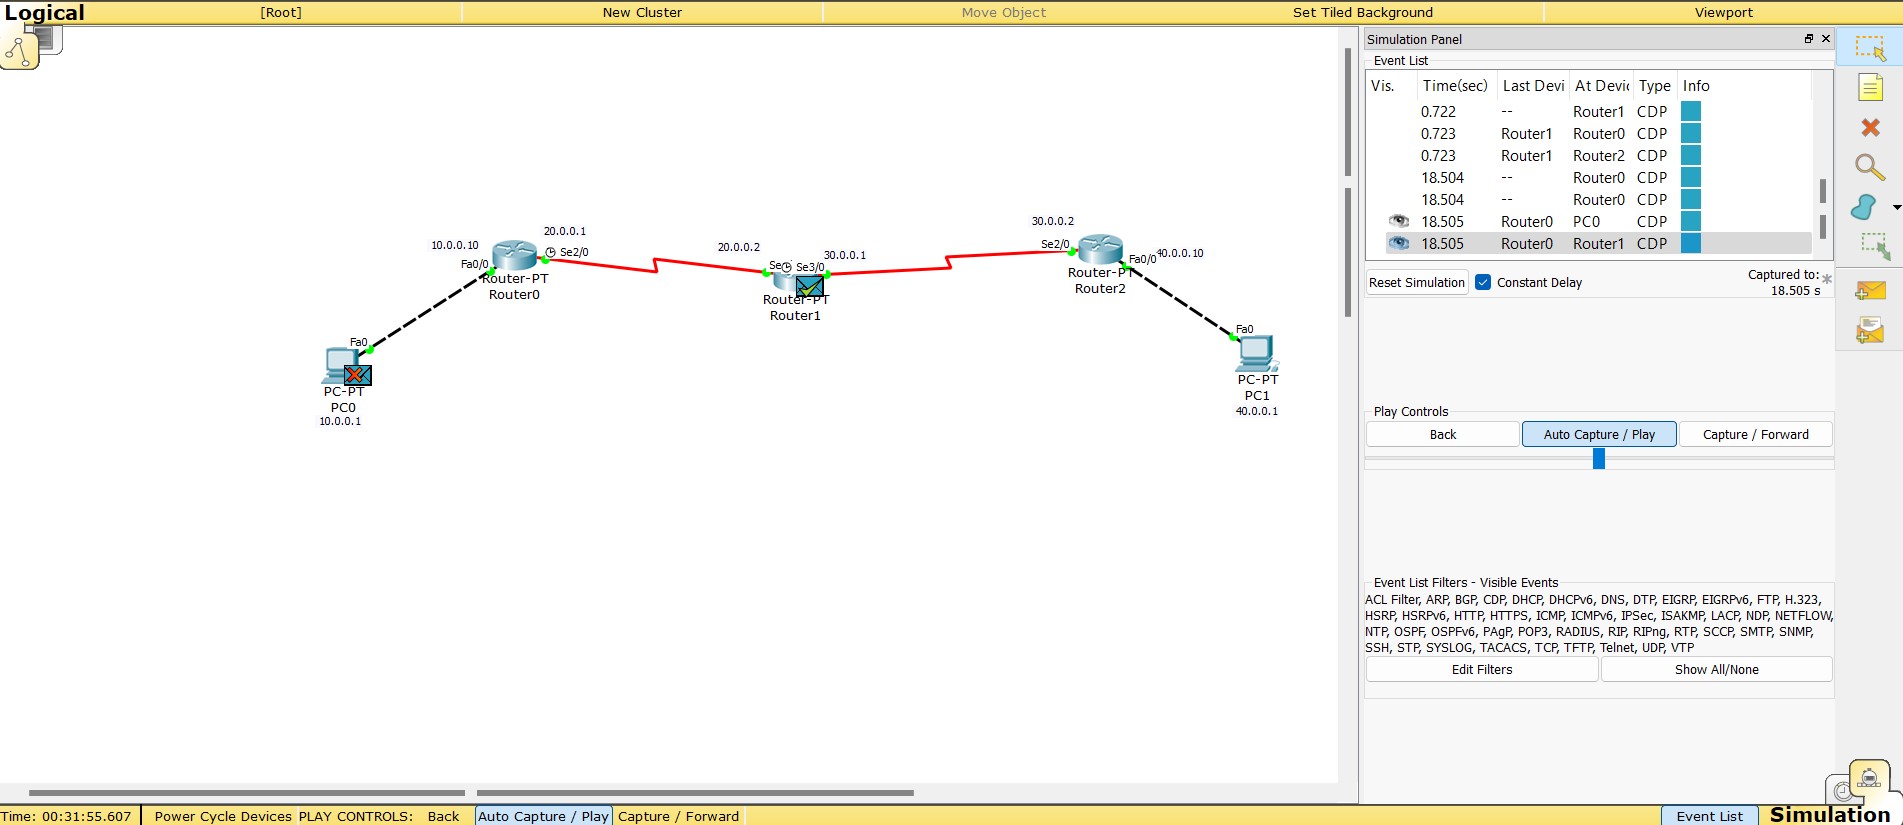 Logical [Root] New Cluster Move Object Set Tiled Background Viewport
Simulation Panel
Event List
Vis. Time(sec) Last Devi At Devi Type Info
0.722 -- Router1 CDP
0.723 Router1 Router0 CDP
0.723 Router1 Router2 CDP
18.504 -- Router0 CDP
18.504 -- Router0 CDP
18.505 Router0 PC0 CDP
18.505 Router0 Router1 CDP
Reset Simulation Constant Delay Captured to: *
18.505 s
10.0.0.10 20.0.0.1
Fa0/0 Se2/0
Router-PT
Router0
20.0.0.2 30.0.0.1
Se Se3/0
Router-PT
Router1
30.0.0.2
Se2/0 40.0.0.10
Fa0/0
Router-PT
Router2
Fa0
PC-PT
PC0
10.0.0.1
Fa0
PC-PT
PC1
40.0.0.1
Play Controls
Back Auto Capture / Play Capture / Forward
Event List Filters - Visible Events
ACL Filter, ARP, BGP, CDP, DHCP, DHCPv6, DNS, DTP, EIGRP, EIGRPv6, FTP, H.323,
HSRP, HSRPv6, HTTP, HTTPS, ICMP, ICMPv6, IPSec, ISAKMP, LACP, NDP, NETFLOW,
NTP, OSPF, OSPFv6, PAgP, POP3, RADIUS, RIP, RIPng, RTP, SCCP, SMTP, SNMP,
SSH, STP, SYSLOG, TACACS, TCP, TFTP, Telnet, UDP, VTP
Edit Filters Show All/None
Time: 00:31:55.607 Power Cycle Devices PLAY CONTROLS: Back Auto Capture / Play Capture / Forward Event List Simulation